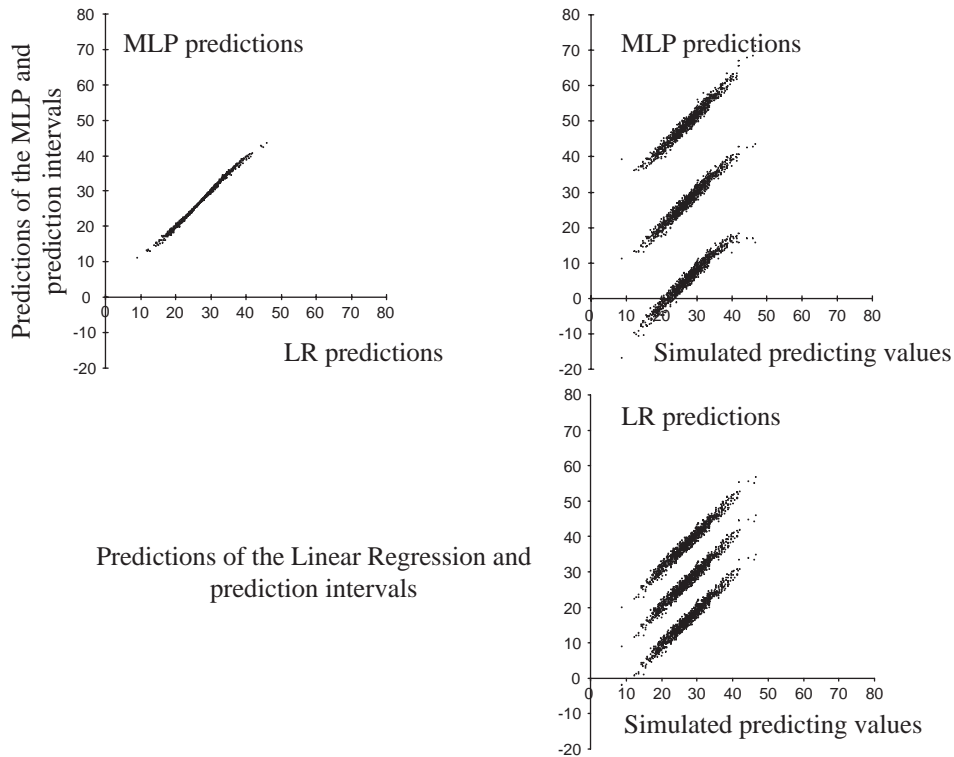 Predictions of the MLP and
prediction intervals
80
70
60
50
40
30
20
10
0
-10
-20
MLP predictions
0 10 20 30 40 50 60 70 80
LR predictions
80
70
60
50
40
30
20
10
0
-10
-20
MLP predictions
0 10 20 30 40 50 60 70 80
Simulated predicting values
Predictions of the Linear Regression and
prediction intervals
80
70
60
50
40
30
20
10
0
-10
-20
LR predictions
0 10 20 30 40 50 60 70 80
Simulated predicting values